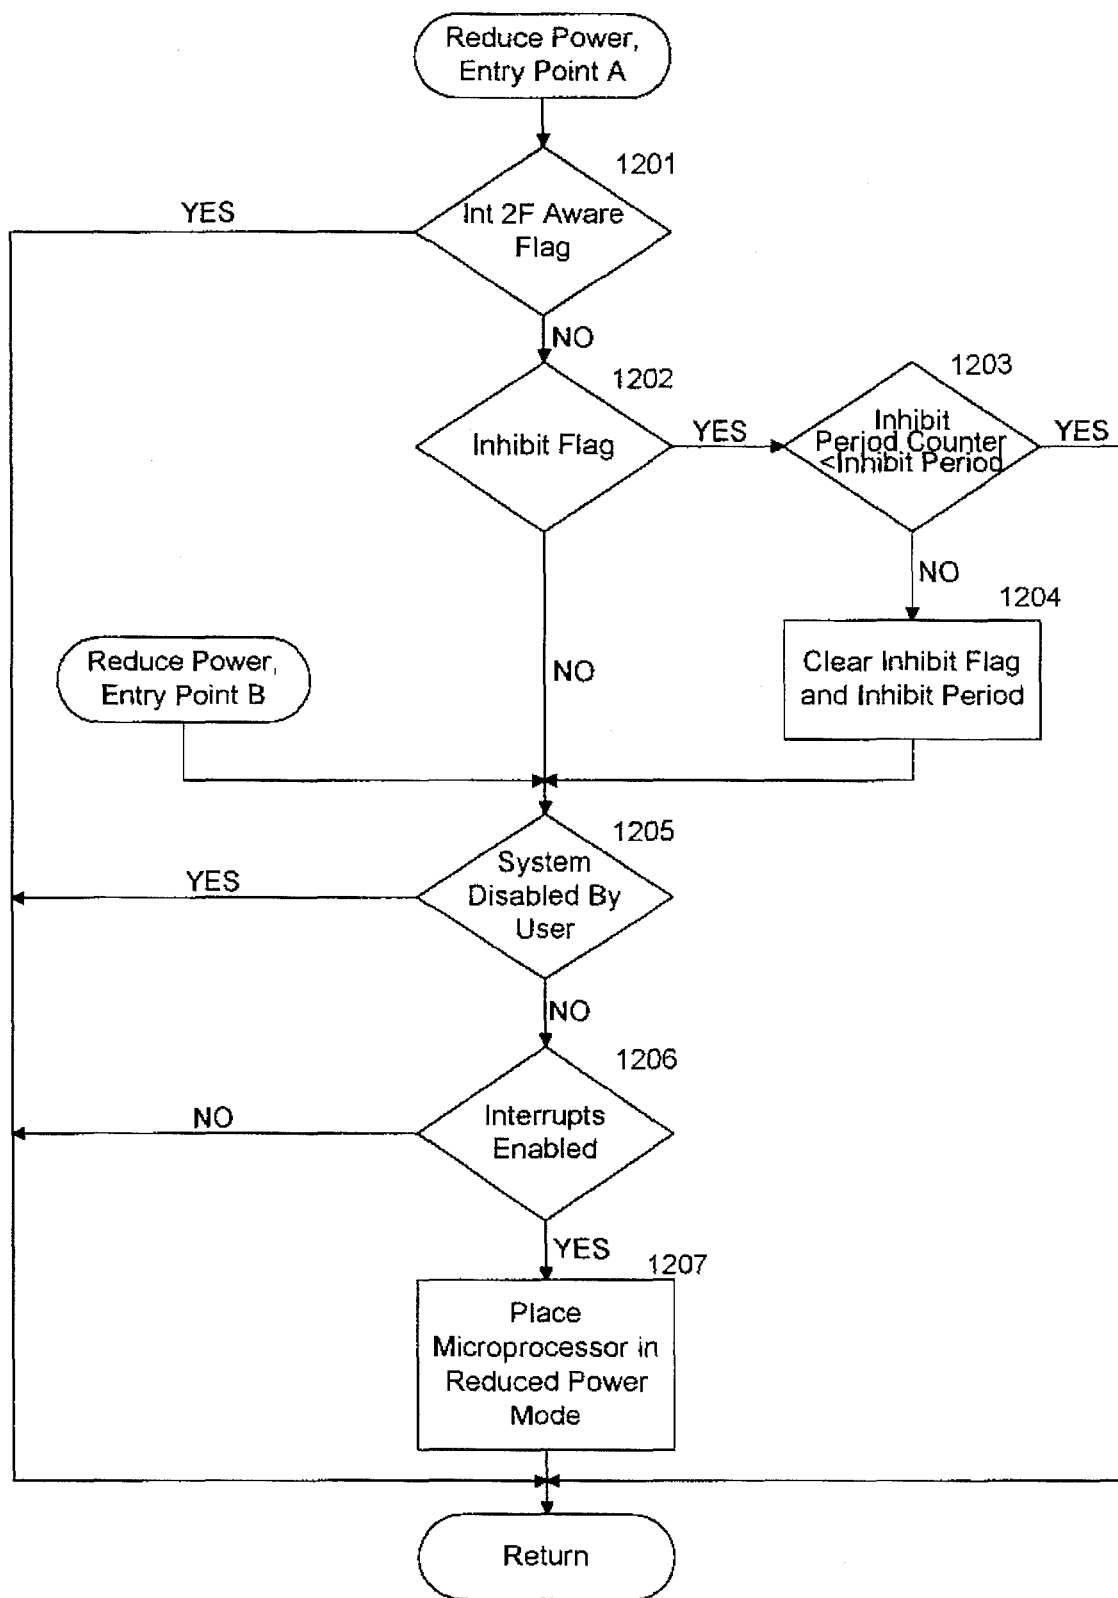 Reduce Power,
Entry Point A
1201
YES
Int 2F Aware
Flag
NO
1202
1203
Inhibit Flag
YES
Inhibit
Period Counter
<Inhibit Period
YES
NO
1204
Clear Inhibit Flag
and Inhibit Period
NO
Reduce Power,
Entry Point B
1205
System
Disabled By
User
YES
NO
1206
Interrupts
Enabled
NO
YES
1207
Place
Microprocessor in
Reduced Power
Mode
Return